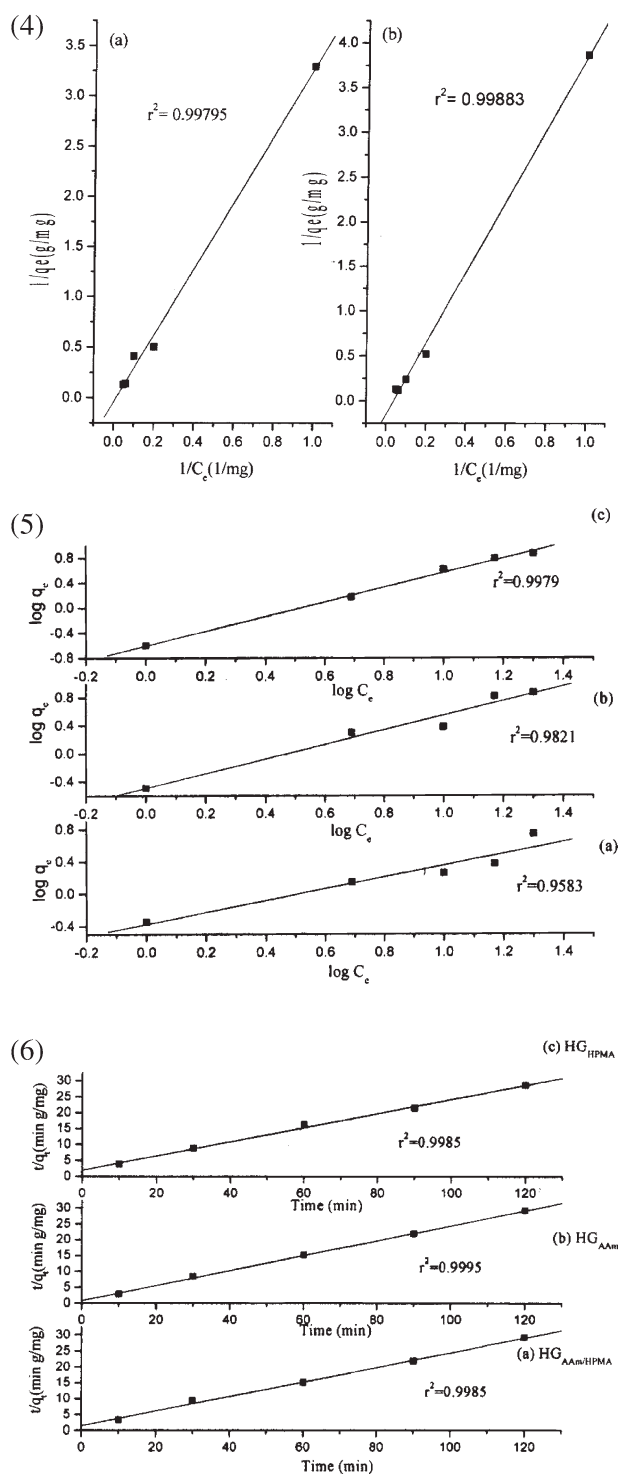 (4)
(a)
(b)
3.5
3.0
2.5
2.0
1.5
1.0
0.5
0.0
1/qe(g/mg)
r²= 0.99795
0.0 0.2 0.4 0.6 0.8 1.0
1/Cₑ(1/mg)
4.0
3.5
3.0
2.5
2.0
1.5
1.0
0.5
0.0
1/qe(g/mg)
r²= 0.99883
0.0 0.2 0.4 0.6 0.8 1.0
1/Cₑ(1/mg)
(5)
(c)
0.8
0.4
0.0
-0.4
-0.8
log qₑ
r²=0.9979
-0.2 0.0 0.2 0.4 0.6 0.8 1.0 1.2 1.4
log Cₑ
(b)
0.8
0.4
0.0
-0.4
log qₑ
r²=0.9821
-0.2 0.0 0.2 0.4 0.6 0.8 1.0 1.2 1.4
log Cₑ
(a)
0.8
0.4
0.0
-0.4
log qₑ
r²=0.9583
-0.2 0.0 0.2 0.4 0.6 0.8 1.0 1.2 1.4
log Cₑ
(6)
(c) HG HPMA
30
25
20
15
10
5
0
t/qₜ(min g/mg)
r²=0.9985
0 20 40 60 80 100 120
Time (min)
(b) HG AAm
30
25
20
15
10
5
0
t/qₜ(min g/mg)
r²=0.9995
0 20 40 60 80 100 120
Time (min)
(a) HG AAm/HPMA
30
25
20
15
10
5
0
t/qₜ(min g/mg)
r²=0.9985
0 20 40 60 80 100 120
Time (min)